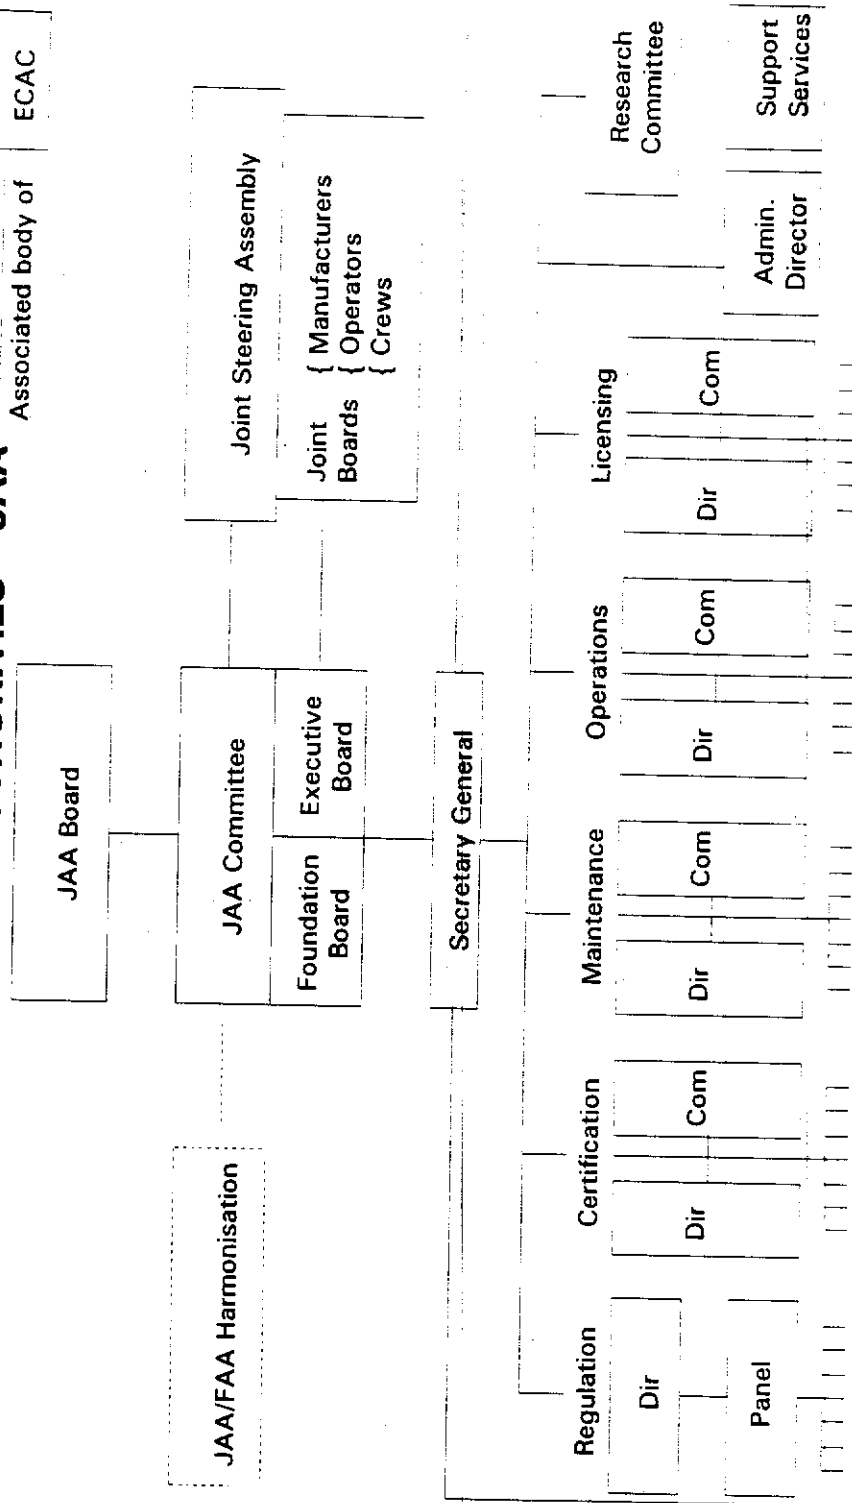 JAA
Associated body of
ECAC
JAA Board
JAA/FAA Harmonisation
JAA Committee
Joint Steering Assembly
Foundation
Board
Executive
Board
Joint
Boards
{ Manufacturers
{ Operators
{ Crews
Secretary General
Regulation
Certification
Maintenance
Operations
Licensing
Research
Committee
Dir
Dir
Com
Dir
Com
Dir
Com
Dir
Com
Panel
Admin.
Director
Support
Services